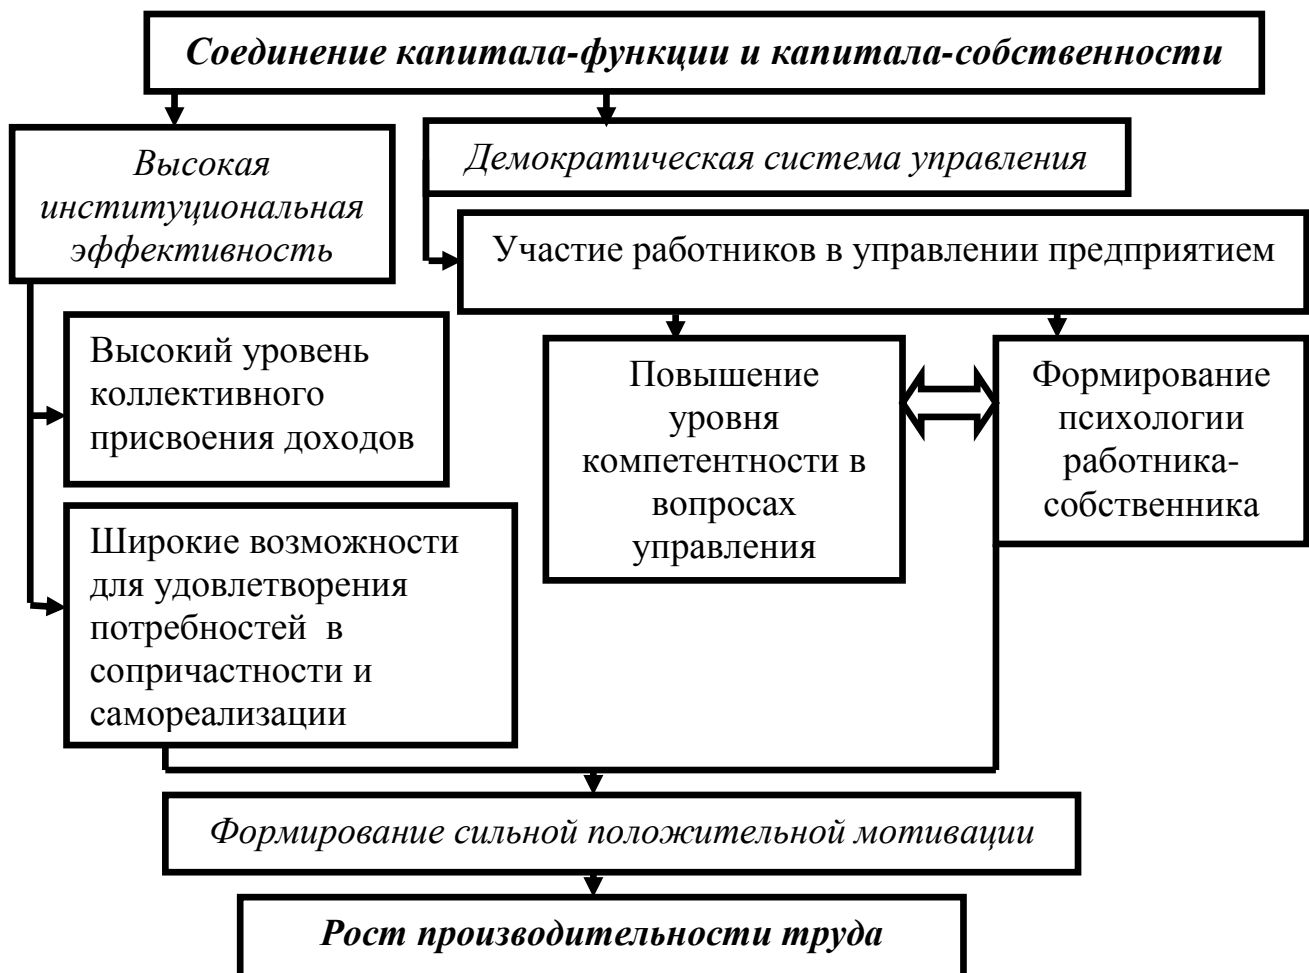 Соединение капитала-функции и капитала-собственности
Высокая
институциональная
эффективность
Демократическая система управления
Участие работников в управлении предприятием
Высокий уровень
коллективного
присвоения доходов
Повышение
уровня
компетентности в
вопросах
управления
Формирование
психологии
работника-
собственника
Широкие возможности
для удовлетворения
потребностей в
сопричастности и
самореализации
Формирование сильной положительной мотивации
Рост производительности труда